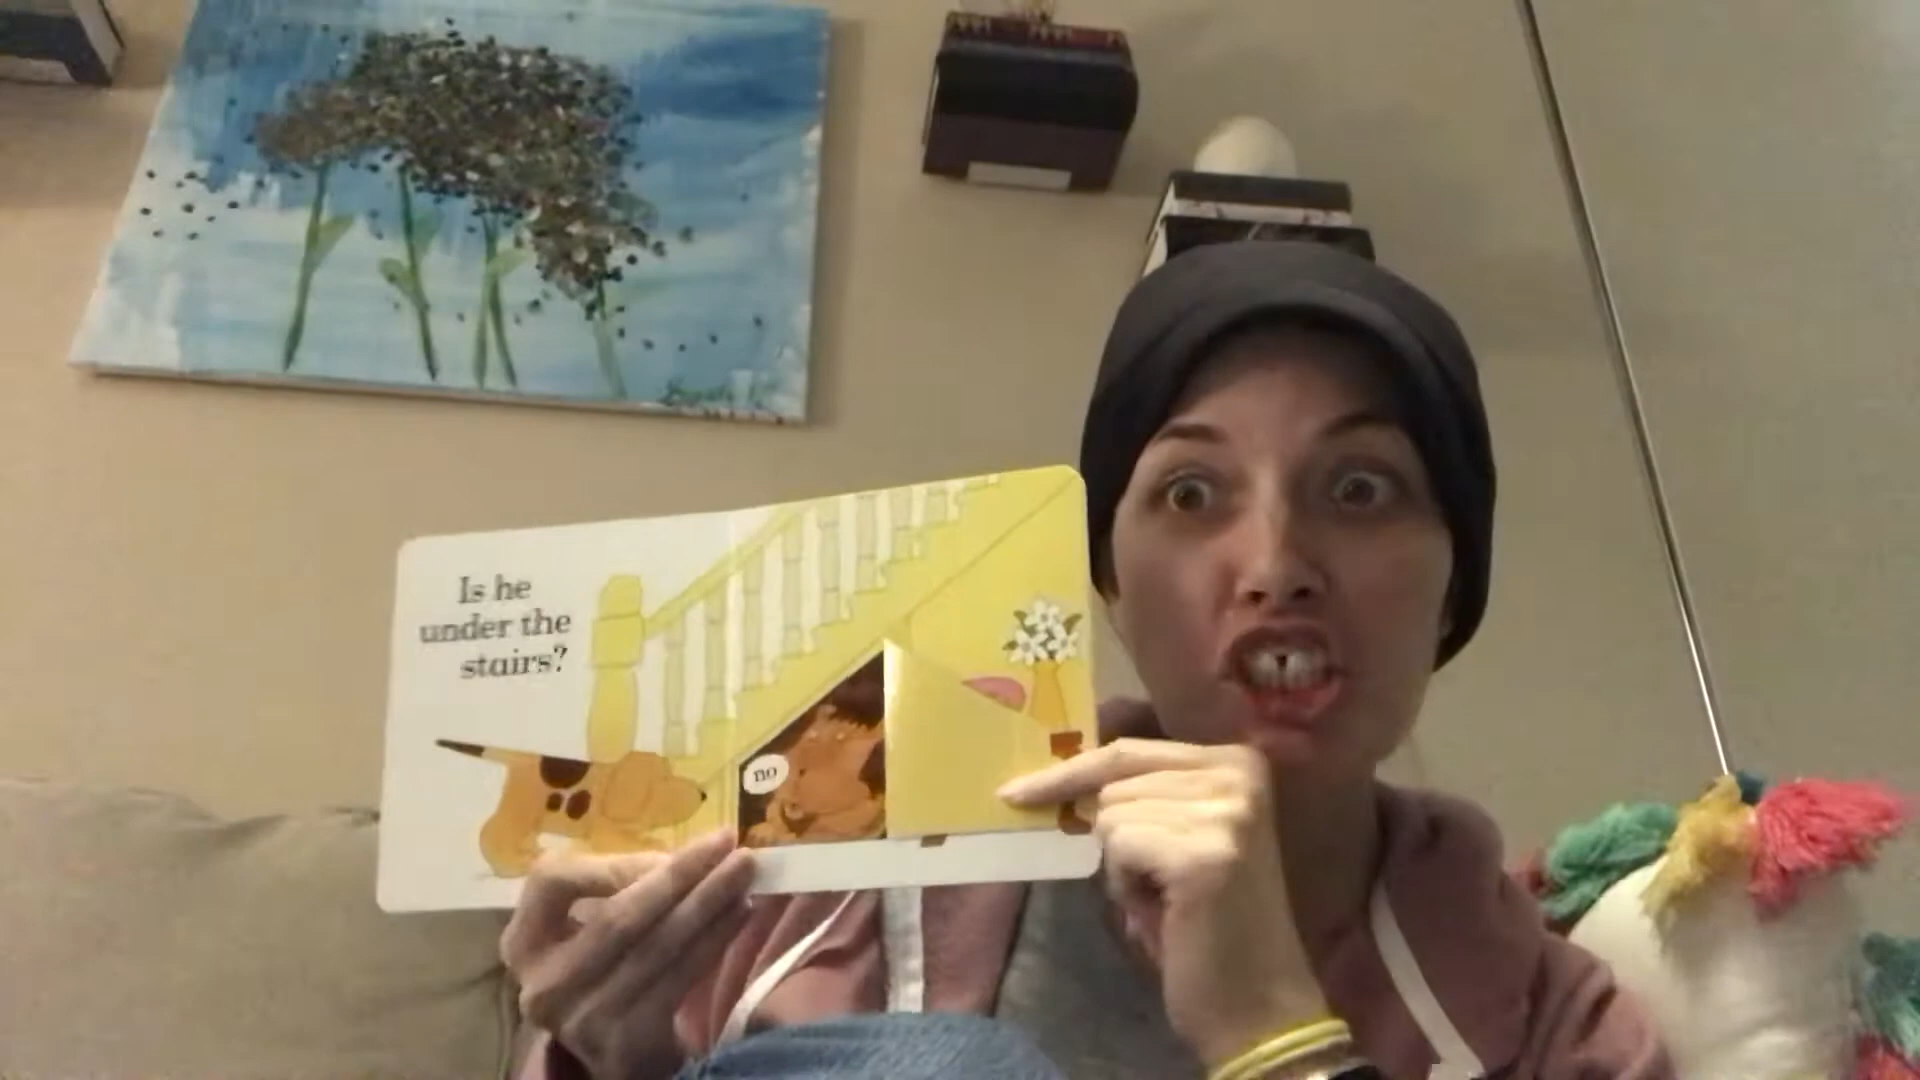 Is he
under the
stairs?
no